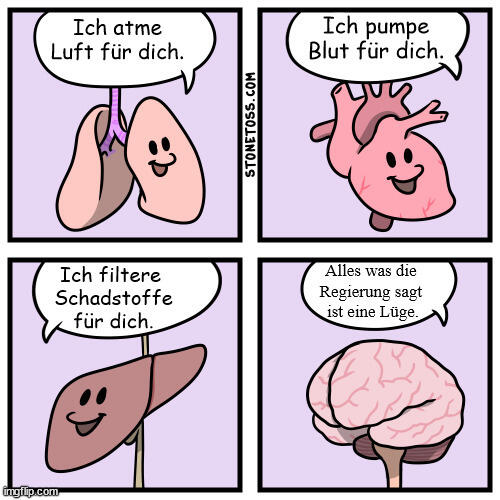 Ich atme
Luft für dich.
STONETOSS.COM
Ich pumpe
Blut für dich.
Ich filtere
Schadstoffe
für dich.
Alles was die
Regierung sagt
ist eine Lüge.
imgflip.com